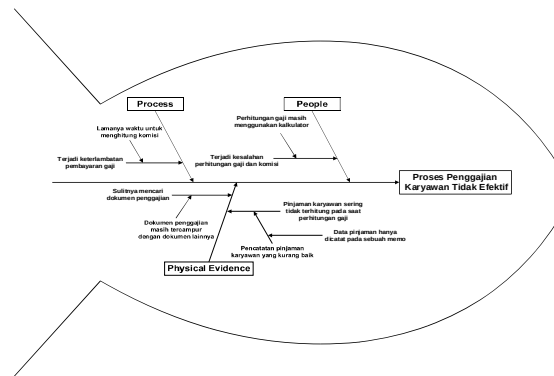 Process
People
Lamanya waktu untuk
menghitung komisi
Perhitungan gaji masih
menggunakan kalkulator
Terjadi keterlambatan
pembayaran gaji
Terjadi kesalahan
perhitungan gaji dan komisi
Proses Penggajian
Karyawan Tidak Efektif
Sulitnya mencari
dokumen penggajian
Pinjaman karyawan sering
tidak terhitung pada saat
perhitungan gaji
Dokumen penggajian
masih tercampur
dengan dokumen lainnya
Data pinjaman hanya
dicatat pada sebuah memo
Pencatatan pinjaman
karyawan yang kurang baik
Physical Evidence